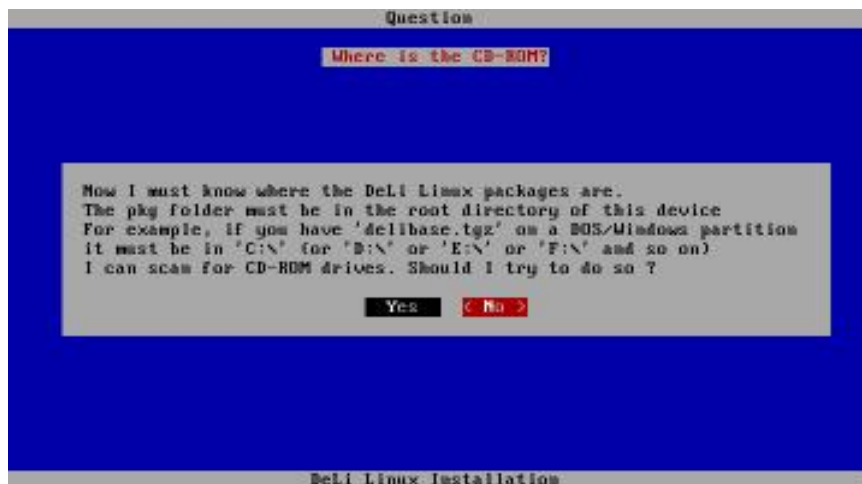 Question
Where is the CD-ROM?
Now I must know where the DeLi Linux packages are.
The pkg folder must be in the root directory of this device
For example, if you have 'delibase.tgz' on a DOS/Windows partition
it must be in 'C:\' (or 'D:\' or 'E:\' or 'F:\' and so on)
I can scan for CD-ROM drives. Should I try to do so ?
Yes < No >
DeLi Linux Installation